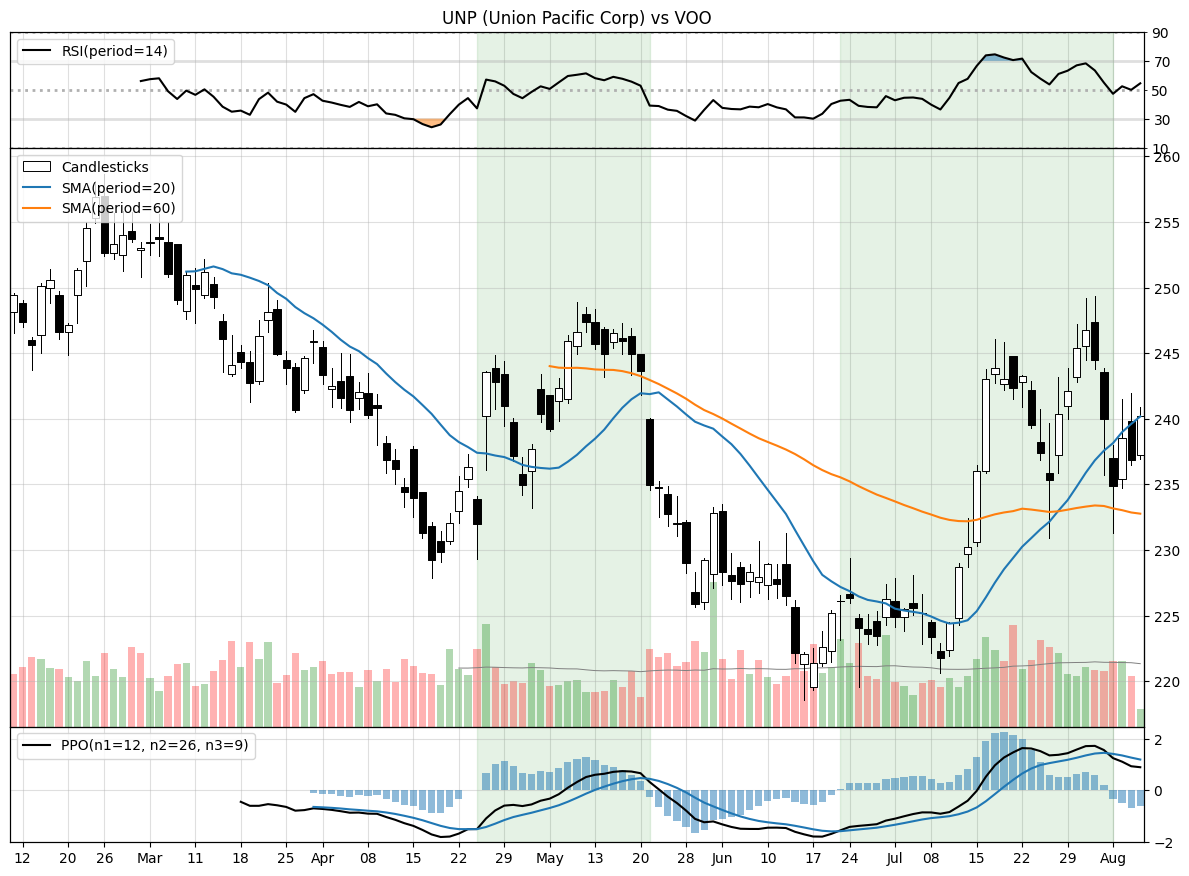 UNP (Union Pacific Corp) vs VOO
RSI(period=14)
90
70
50
30
10
Candlesticks
SMA(period=20)
SMA(period=60)
260
255
250
245
240
235
230
225
220
PPO(n1=12, n2=26, n3=9)
2
0
−2
12 20 26 Mar 11 18 25 Apr 08 15 22 29 May 13 20 28 Jun 10 17 24 Jul 08 15 22 29 Aug